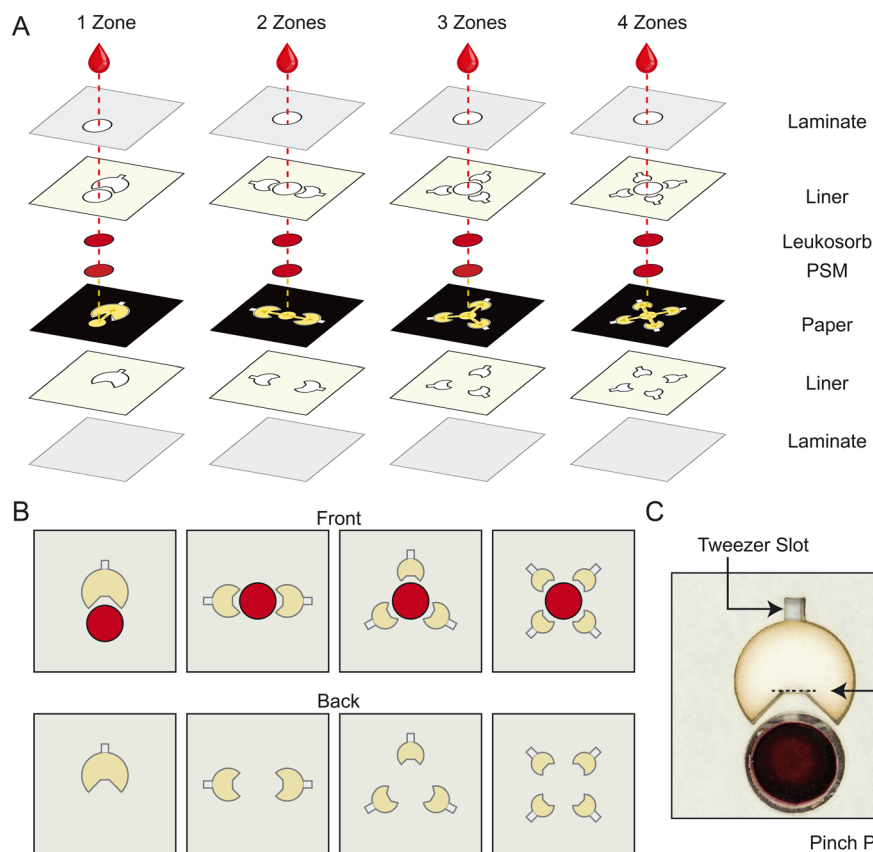 A
1 Zone
2 Zones
3 Zones
4 Zones
Laminate
Liner
Leukosorb
PSM
Paper
Liner
Laminate
B
Front
Back
C
Tweezer Slot
Pinch P